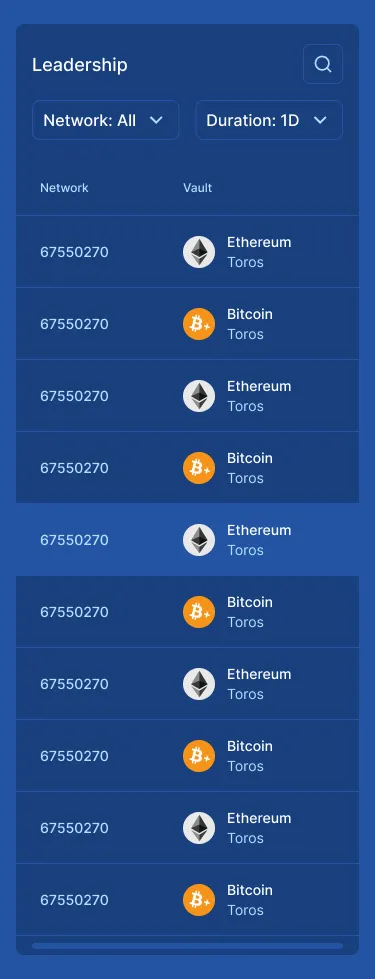 Leadership
Network: All
Duration: 1D
Network Vault
67550270 Ethereum
Toros
67550270 Bitcoin
Toros
67550270 Ethereum
Toros
67550270 Bitcoin
Toros
67550270 Ethereum
Toros
67550270 Bitcoin
Toros
67550270 Ethereum
Toros
67550270 Bitcoin
Toros
67550270 Ethereum
Toros
67550270 Bitcoin
Toros